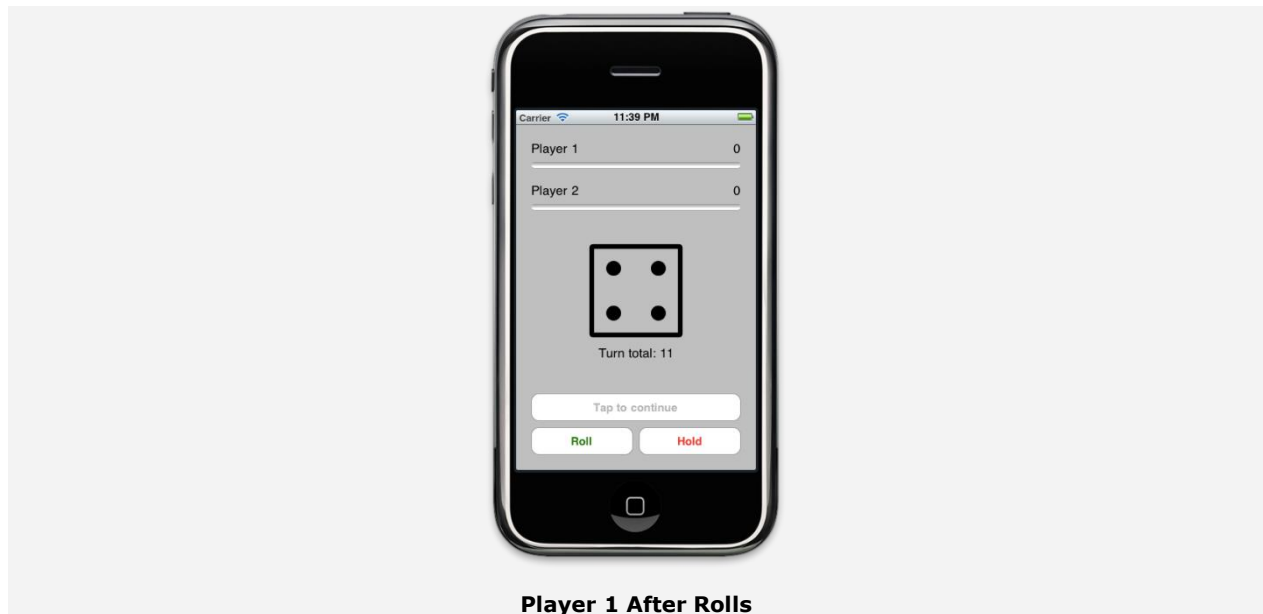 Carrier 11:39 PM
Player 1 0
Player 2 0
Turn total: 11
Tap to continue
Roll Hold
Player 1 After Rolls